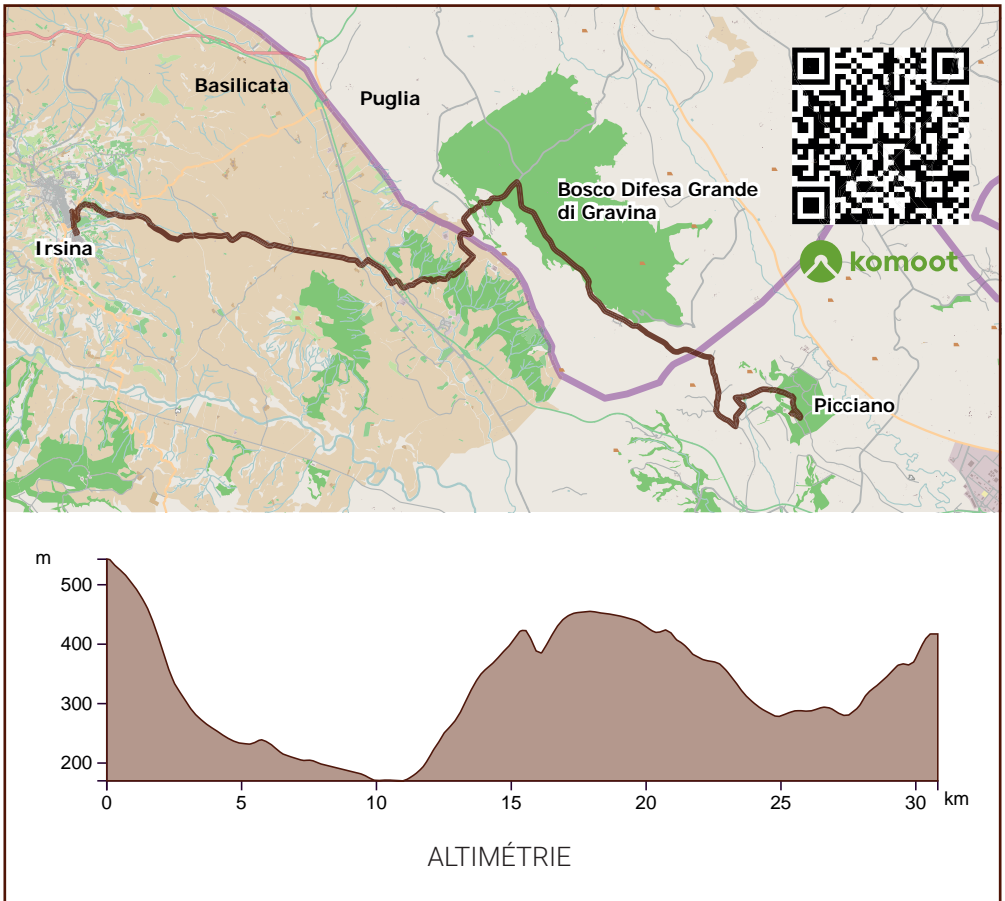 Basilicata
Puglia
Bosco Difesa Grande
di Gravina
Irsina
komoot
Picciano
m
500
400
300
200
0
5
10
15
20
25
30
km
ALTIMÉTRIE